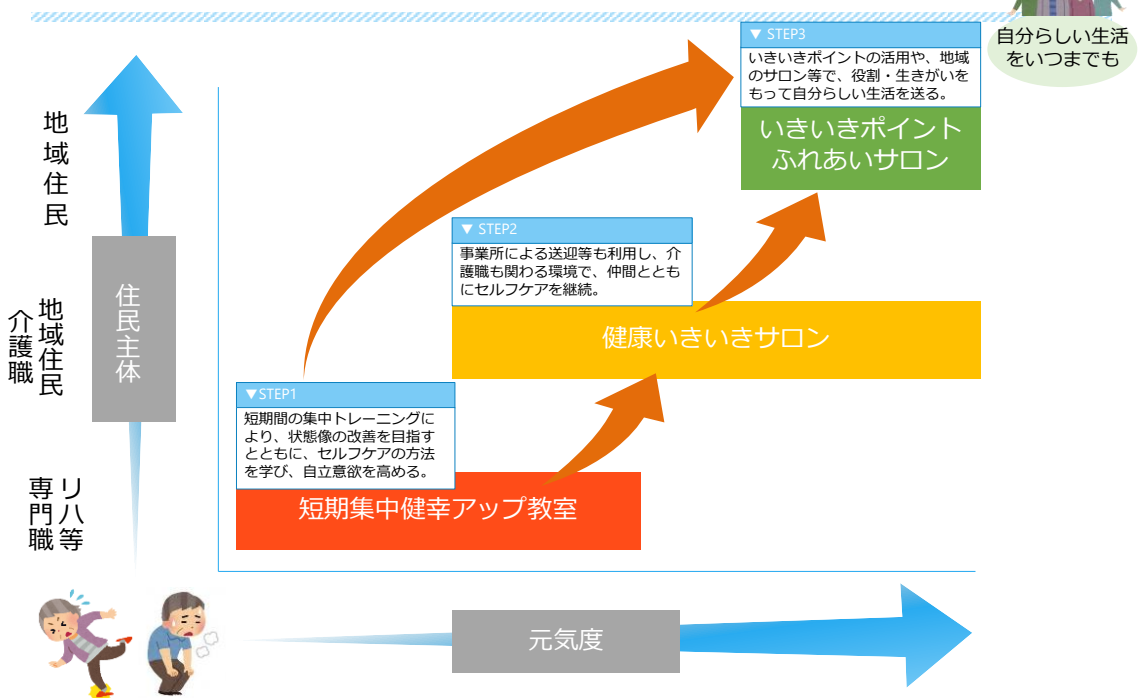 自分らしい生活
をいつまでも
▼ STEP3
いきいきポイントの活用や、地域
のサロン等で、役割・生きがいを
もって自分らしい生活を送る。
いきいきポイント
ふれあいサロン
地域住民
▼ STEP2
事業所による送迎等も利用し、介
護職も関わる環境で、仲間ととも
にセルフケアを継続。
健康いきいきサロン
住民主体
地域住民
介護職
▼STEP1
短期間の集中トレーニングに
より、状態像の改善を目指す
とともに、セルフケアの方法
を学び、自立意欲を高める。
短期集中健幸アップ教室
リハ等
専門職
元気度